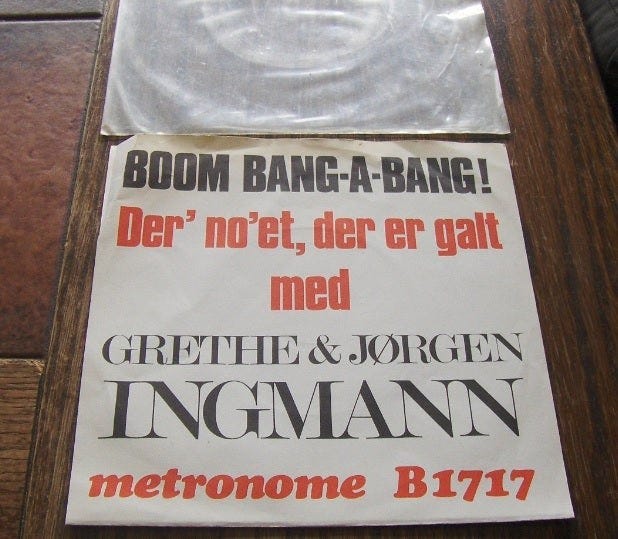 BOOM BANG-A-BANG!
Der' no'et, der er galt
med
GRETHE & JØRGEN
INGMANN
metronome B1717